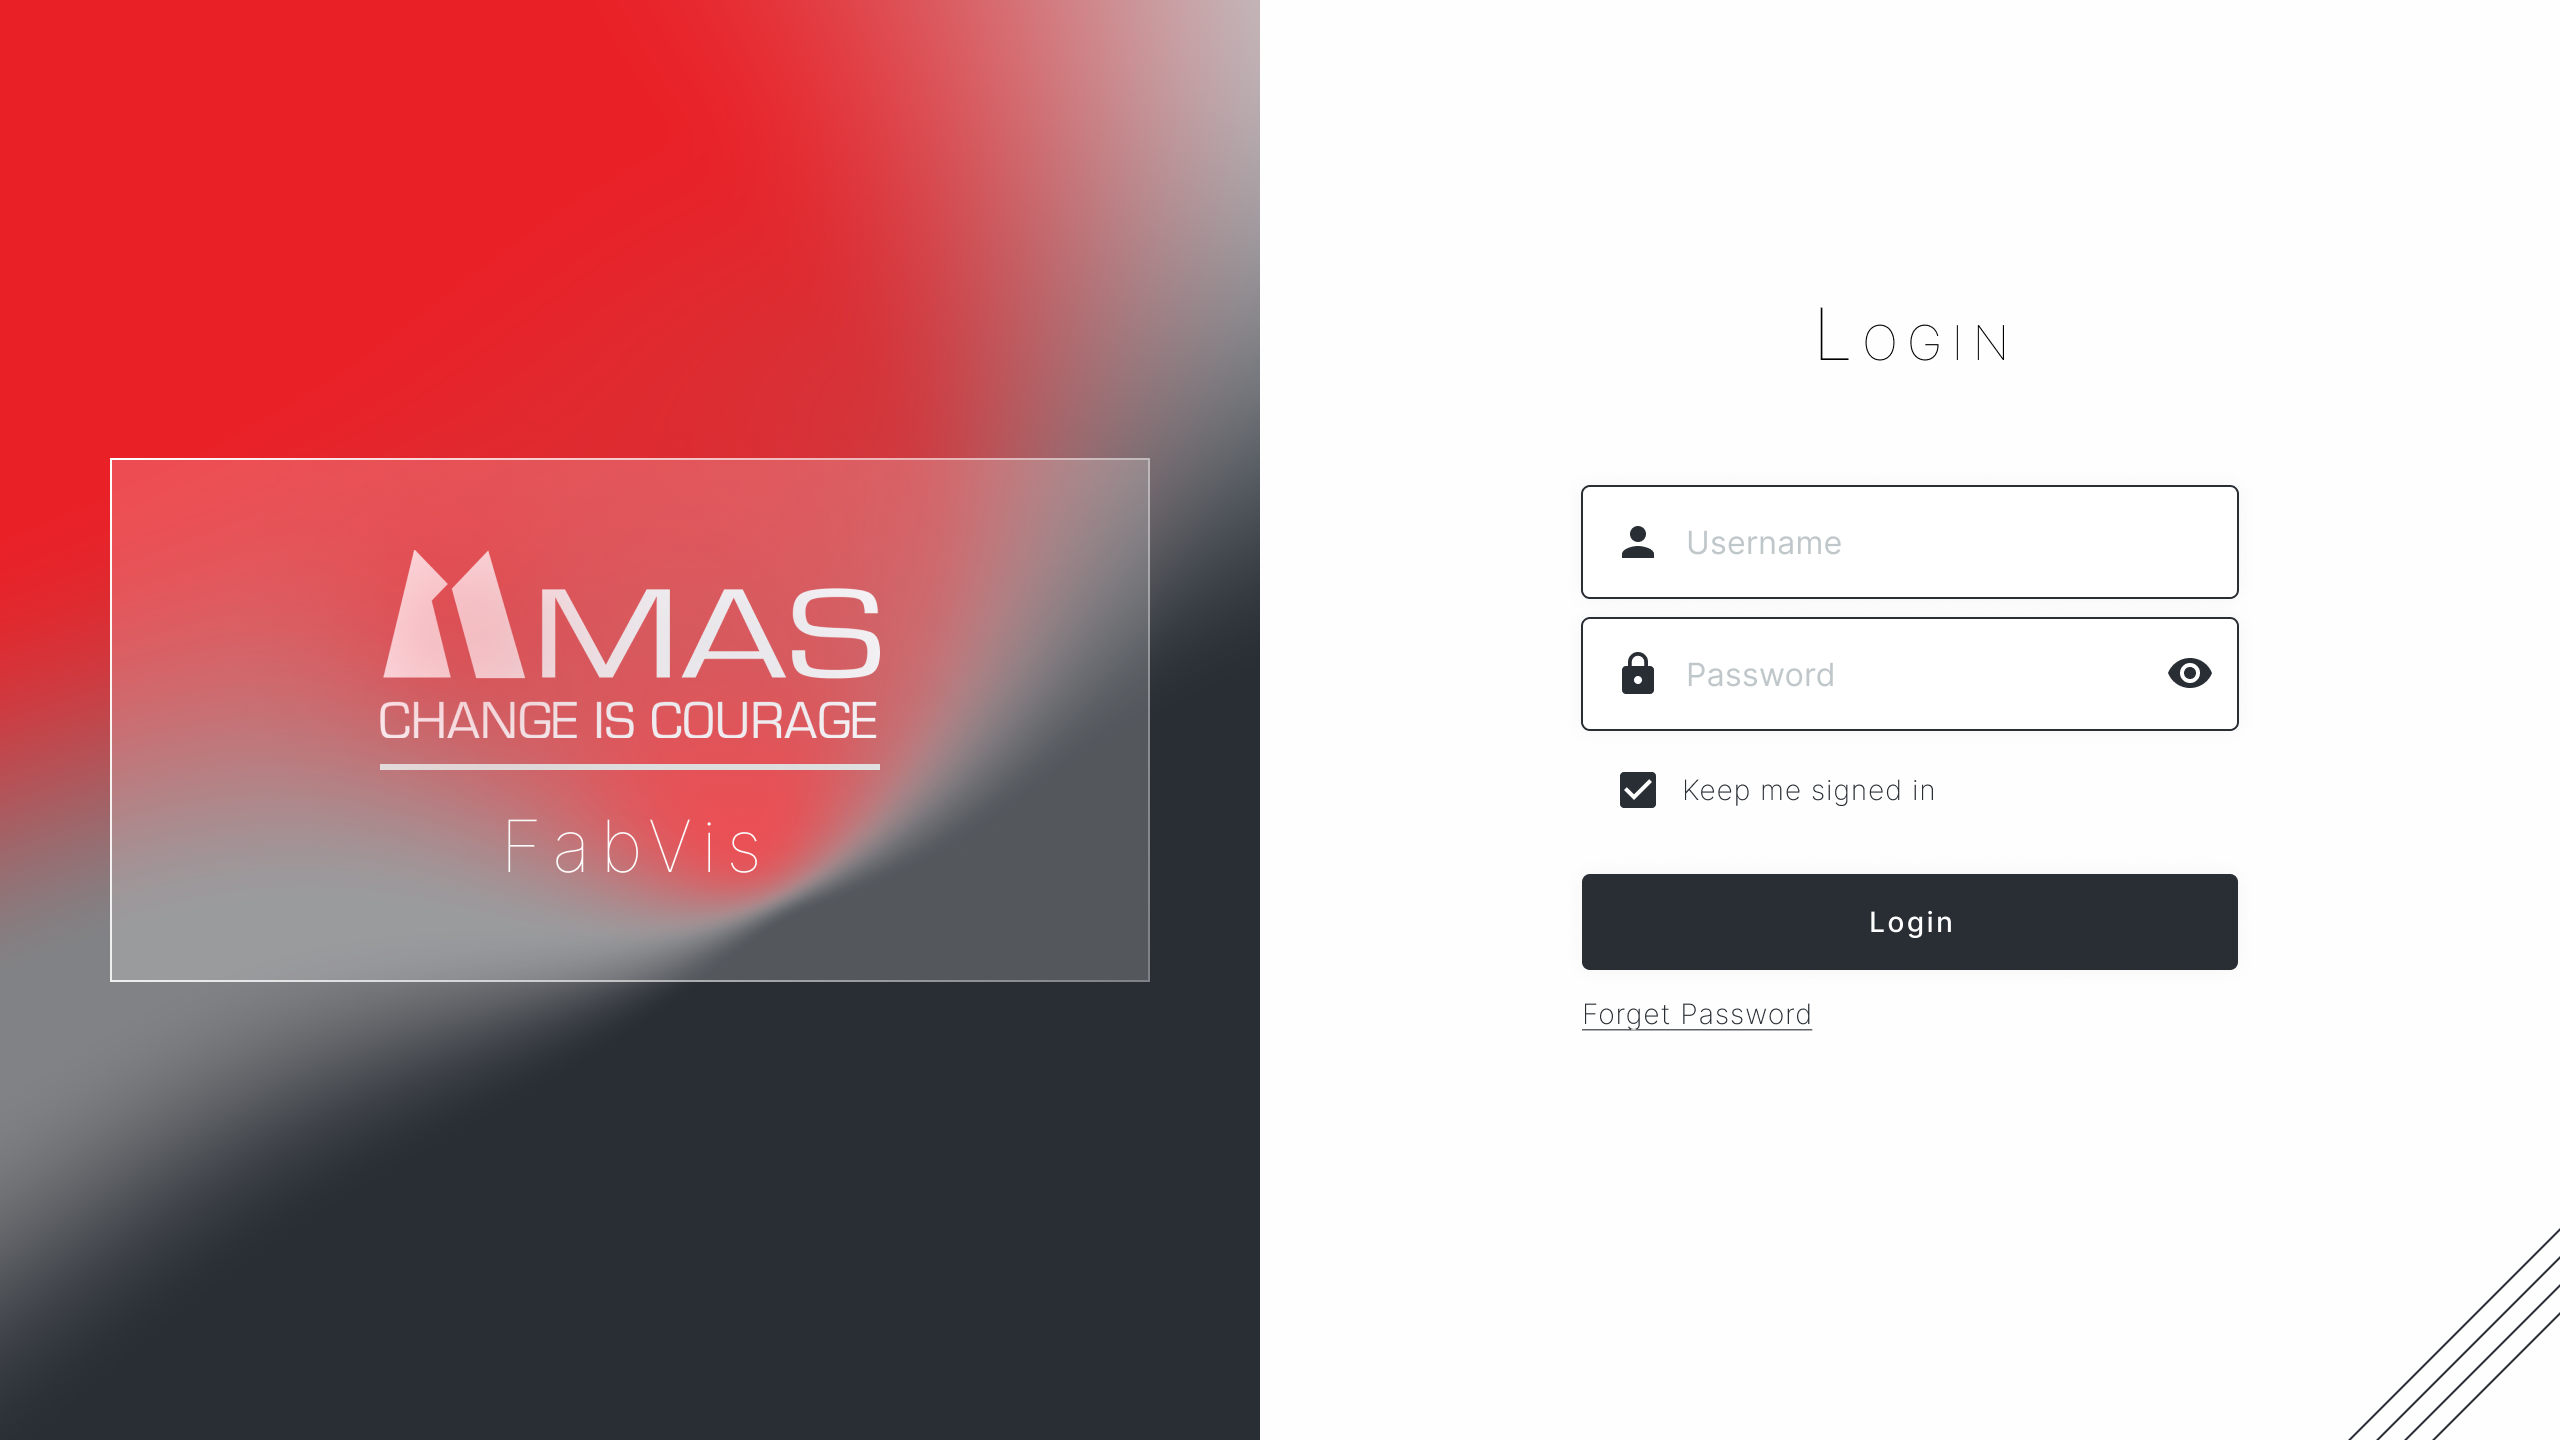 MAS
CHANGE IS COURAGE
FabVis
LOGIN
Username
Password
Keep me signed in
Login
Forget Password